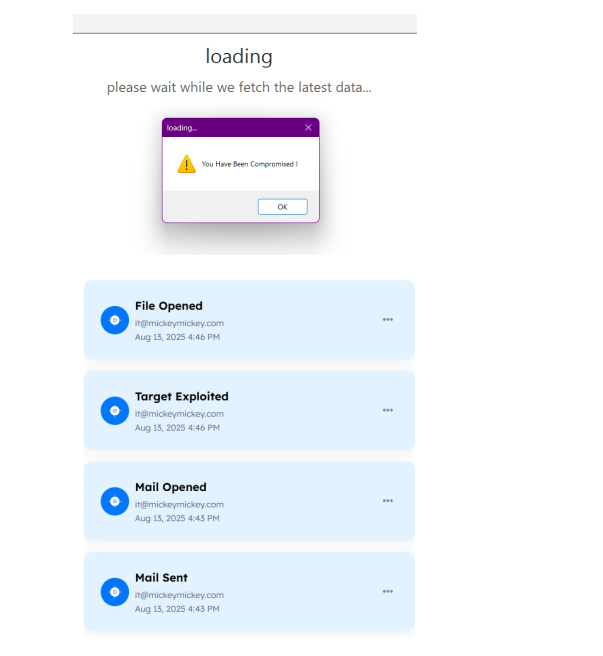 loading
please wait while we fetch the latest data...
loading...
You Have Been Compromised !
OK
File Opened
it@mickeymickey.com
Aug 13, 2025 4:46 PM
Target Exploited
it@mickeymickey.com
Aug 13, 2025 4:46 PM
Mail Opened
it@mickeymickey.com
Aug 13, 2025 4:43 PM
Mail Sent
it@mickeymickey.com
Aug 13, 2025 4:43 PM